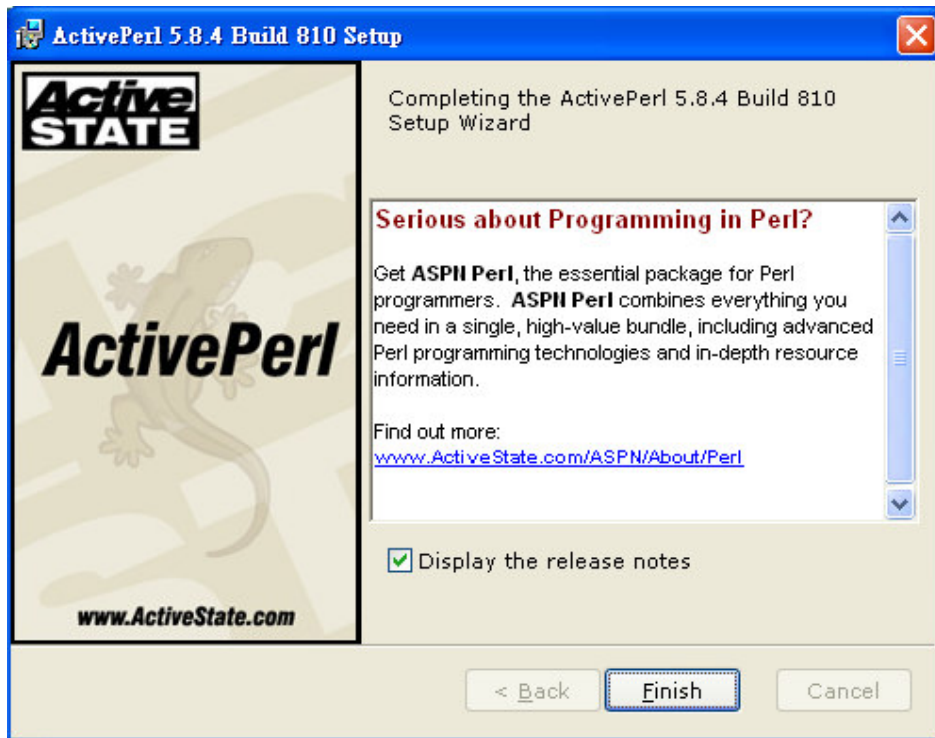 ActivePerl 5.8.4 Build 810 Setup
Active
STATE
ActivePerl
www.ActiveState.com
Completing the ActivePerl 5.8.4 Build 810
Setup Wizard
Serious about Programming in Perl?
Get ASPN Perl, the essential package for Perl
programmers.  ASPN Perl combines everything you
need in a single, high-value bundle, including advanced
Perl programming technologies and in-depth resource
information.
Find out more:
www.ActiveState.com/ASPN/About/Perl
Display the release notes
< Back
Finish
Cancel